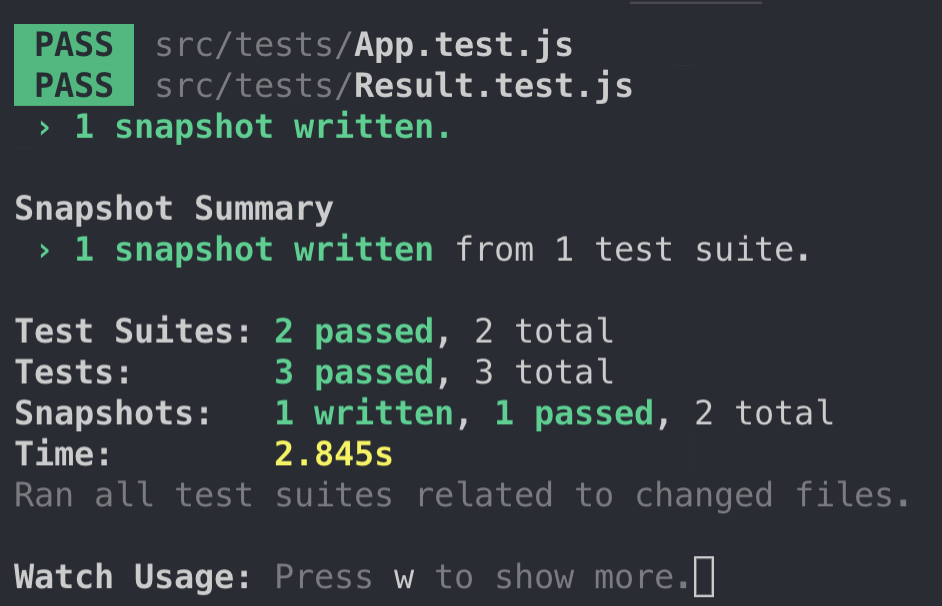 PASS src/tests/App.test.js
PASS src/tests/Result.test.js
› 1 snapshot written.
Snapshot Summary
› 1 snapshot written from 1 test suite.
Test Suites: 2 passed, 2 total
Tests: 3 passed, 3 total
Snapshots: 1 written, 1 passed, 2 total
Time: 2.845s
Ran all test suites related to changed files.
Watch Usage: Press w to show more.